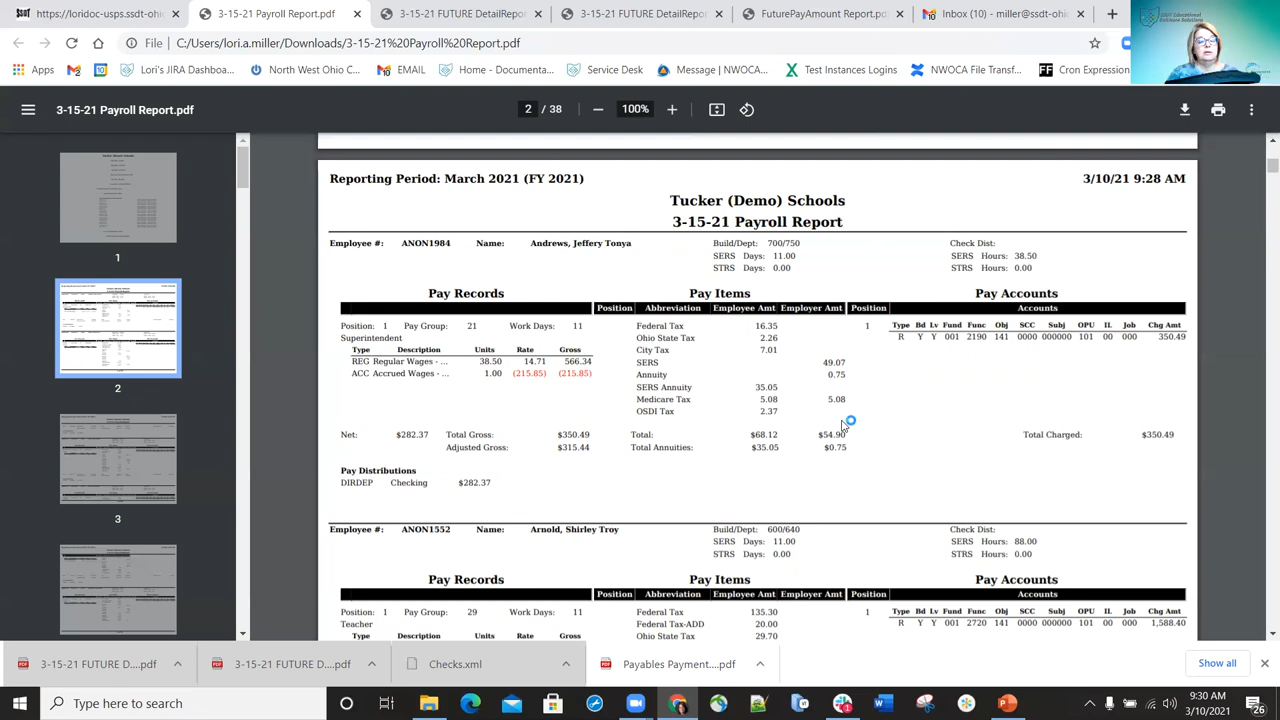 https://loopbacks.ssdt-ohio
3-15-21 Payroll Report.pdf
3-15-21 FUTURE DetailRepor
3-15-21 FUTURE DetailRepor
FuturePayAmount Report.pd
Inbox (10) - miller@ssdt-ohio
File
C:/Users/lori.a.miller/Downloads/3-15-21%20Payroll%20Report.pdf
Apps
Lori's JIRA Dashboa...
North West Ohio C...
EMAIL
Home - Documenta...
Service Desk
Message | NWOCA...
Test Instances Logins
NWOCA File Transf...
Cron Expression
3-15-21 Payroll Report.pdf
2 / 38
100%
1
2
3
Reporting Period: March 2021 (FY 2021)
3/10/21 9:28 AM
Tucker (Demo) Schools
3-15-21 Payroll Report
Employee #: ANON1984 Name: Andrews, Jeffery Tonya Build/Dept: 700/750 Check Dist:
SERS Days: 11.00 SERS Hours: 38.50
STRS Days: 0.00 STRS Hours: 0.00
Pay Records Pay Items Pay Accounts
Position Abbreviation Employee Amt Employer Amt Position Accounts
Position: 1 Pay Group: 21 Work Days: 11 Federal Tax 16.35 1 Type Bd Lv Fund Func Obj SCC Subj OPU IL Job Chg Amt
Superintendent Ohio State Tax 2.26 R Y Y 001 2190 141 0000 000000 101 00 000 350.49
Type Description Units Rate Gross City Tax 7.01
REG Regular Wages - ... 38.50 14.71 566.34 SERS 49.07
ACC Accrued Wages - ... 1.00 (215.85) (215.85) Annuity 0.75
SERS Annuity 35.05
Medicare Tax 5.08 5.08
OSDI Tax 2.37
Net: $282.37 Total Gross: $350.49 Total: $68.12 $54.90 Total Charged: $350.49
Adjusted Gross: $315.44 Total Annuities: $35.05 $0.75
Pay Distributions
DIRDEP Checking $282.37
Employee #: ANON1552 Name: Arnold, Shirley Troy Build/Dept: 600/640 Check Dist:
SERS Days: 11.00 SERS Hours: 88.00
STRS Days: 0.00 STRS Hours: 0.00
Pay Records Pay Items Pay Accounts
Position Abbreviation Employee Amt Employer Amt Position Accounts
Position: 1 Pay Group: 29 Work Days: 11 Federal Tax 135.30 1 Type Bd Lv Fund Func Obj SCC Subj OPU IL Job Chg Amt
Teacher Federal Tax-ADD 20.00 R Y Y 001 2720 141 0000 000000 101 00 000 1,588.40
Type Description Units Rate Gross Ohio State Tax 29.70
3-15-21 FUTURE D....pdf
3-15-21 FUTURE D....pdf
Checks.xml
Payables Payment....pdf
Show all
Type here to search
9:30 AM
3/10/2021
26